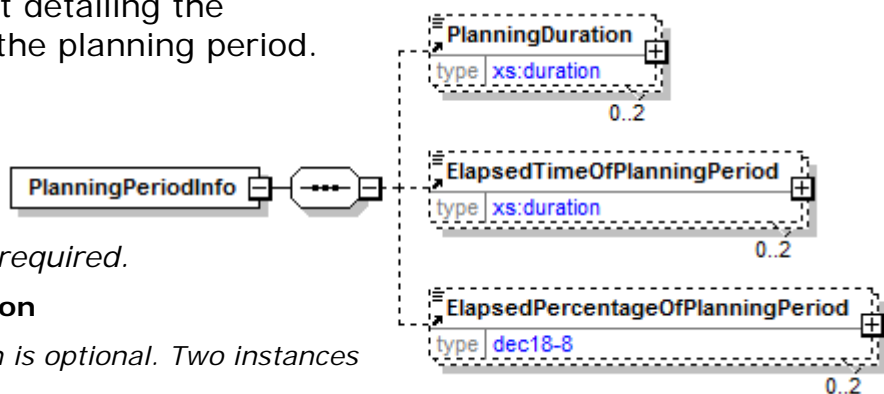 t detailing the
the planning period.
PlanningDuration
type xs:duration
0..2
PlanningPeriodInfo
ElapsedTimeOfPlanningPeriod
type xs:duration
0..2
required.
on
n is optional. Two instances
ElapsedPercentageOfPlanningPeriod
type dec18-8
0..2